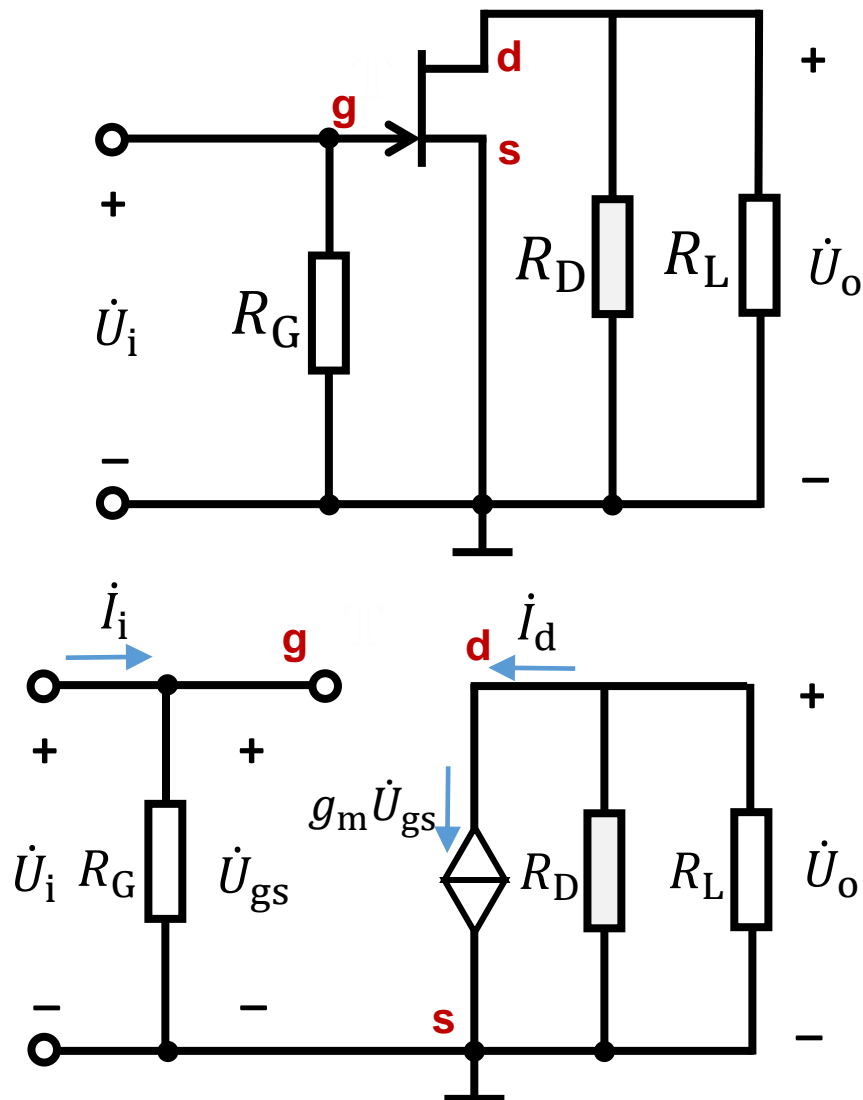 d
g
s
+
+
R_D
R_L
U̇_o
R_G
U̇_i
−
−
İ_i
g
d
İ_d
+
+
+
g_m U̇_gs
U̇_i
R_G
U̇_gs
R_D
R_L
U̇_o
−
−
s
−